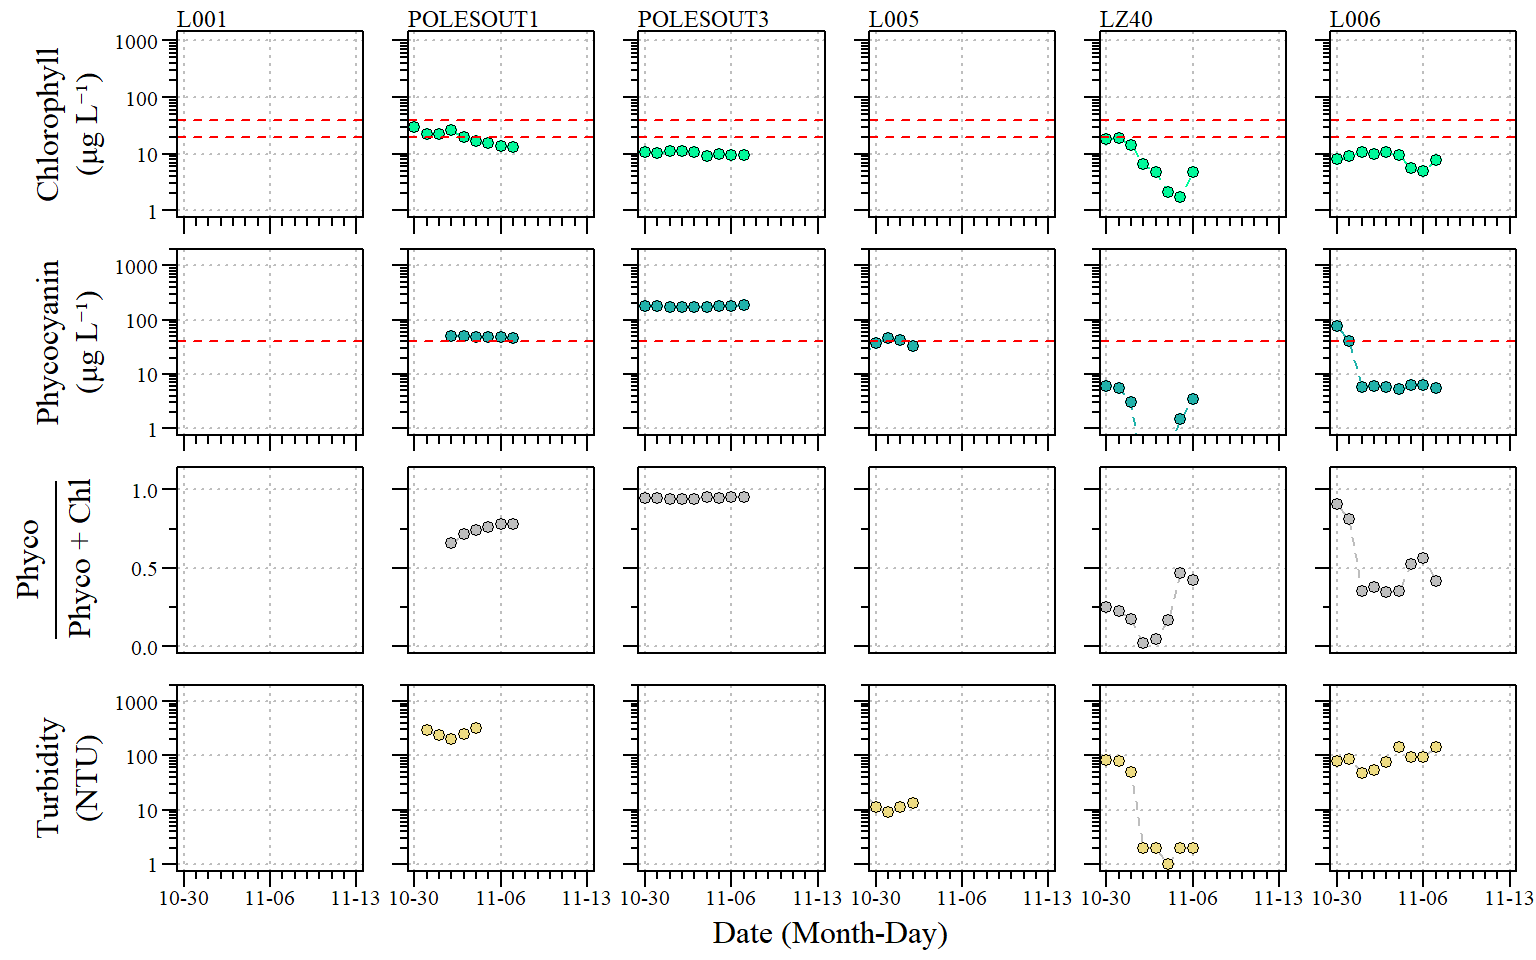 L001 POLESOUT1 POLESOUT3 L005 LZ40 L006
Chlorophyll
(µg L⁻¹)
1000
100
10
1
Phycocyanin
(µg L⁻¹)
1000
100
10
1
Phyco
Phyco + Chl
1.0
0.5
0.0
Turbidity
(NTU)
1000
100
10
1
10-30 11-06 11-13 10-30 11-06 11-13 10-30 11-06 11-13 10-30 11-06 11-13 10-30 11-06 11-13 10-30 11-06 11-13
Date (Month-Day)